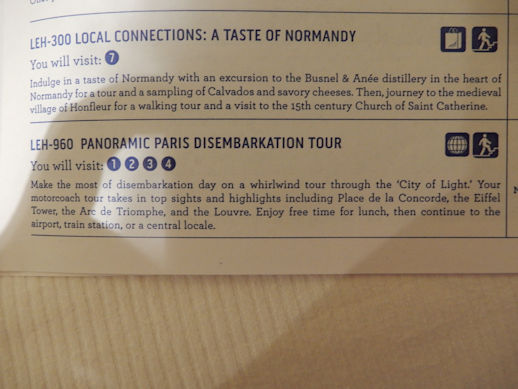 LEH-300 LOCAL CONNECTIONS: A TASTE OF NORMANDY
You will visit: 7
Indulge in a taste of Normandy with an excursion to the Busnel & Anée distillery in the heart of
Normandy for a tour and a sampling of Calvados and savory cheeses. Then, journey to the medieval
village of Honfleur for a walking tour and a visit to the 15th century Church of Saint Catherine.
LEH-960 PANORAMIC PARIS DISEMBARKATION TOUR
You will visit: 1 2 3 4
Make the most of disembarkation day on a whirlwind tour through the 'City of Light.' Your
motorcoach tour takes in top sights and highlights including Place de la Concorde, the Eiffel
Tower, the Arc de Triomphe, and the Louvre. Enjoy free time for lunch, then continue to the
airport, train station, or a central locale.